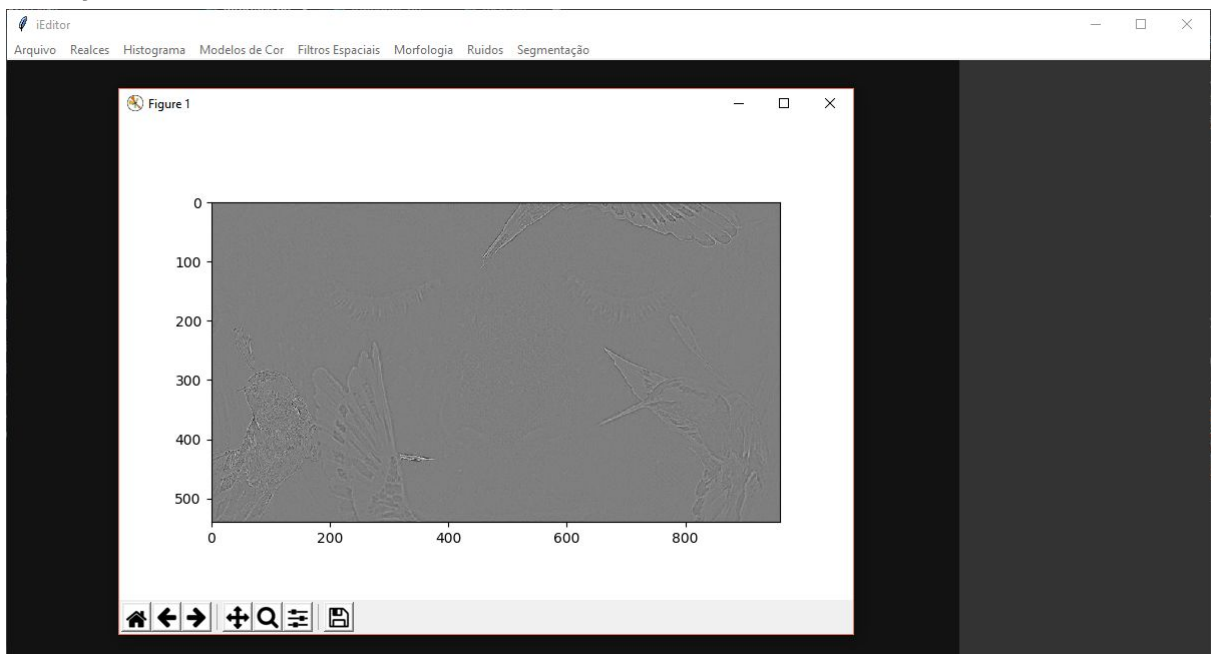 iEditor
Arquivo Realces Histograma Modelos de Cor Filtros Espaciais Morfologia Ruidos Segmentação
Figure 1
0
100
200
300
400
500
0 200 400 600 800